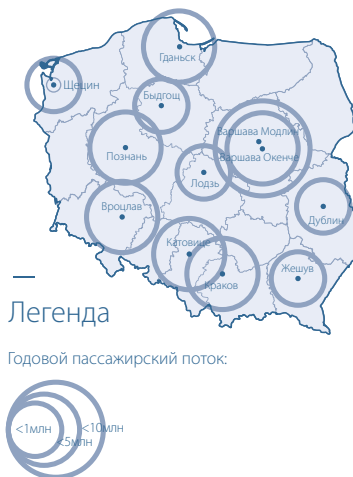 Гданьск
Щецин
Быдгощ
Варшава Модлин
Познань
Варшава Окенче
Лодзь
Вроцлав
Дублин
Катовице
Жешув
Краков
Легенда
Годовой пассажирский поток:
<1млн
<10млн
<5млн